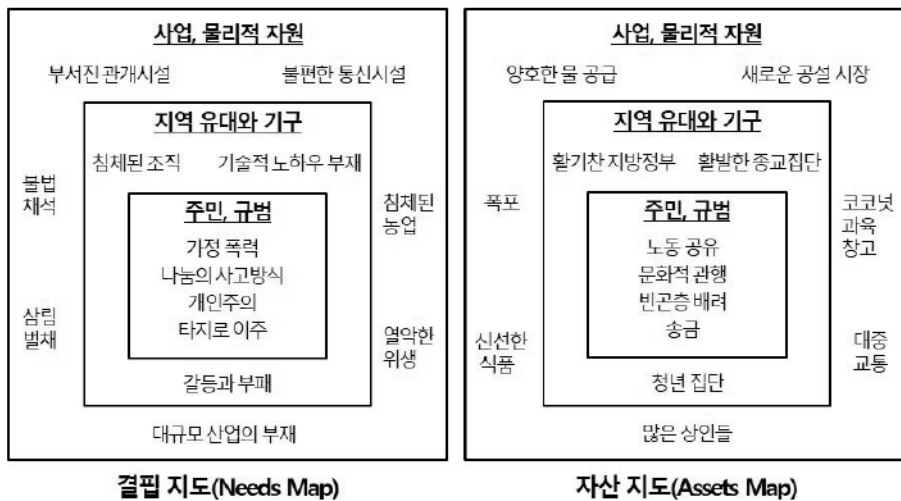 사업, 물리적 자원
부서진 관개시설
불편한 통신시설
지역 유대와 기구
침체된 조직
기술적 노하우 부재
불법
채석
주민, 규범
가정 폭력
나눔의 사고방식
개인주의
타지로 이주
침체된
농업
삼림
벌채
열악한
위생
갈등과 부패
대규모 산업의 부재
결핍 지도(Needs Map)
사업, 물리적 자원
양호한 물 공급
새로운 공설 시장
지역 유대와 기구
활기찬 지방정부
활발한 종교집단
폭포
주민, 규범
노동 공유
문화적 관행
빈곤층 배려
송금
코코넛
과육
창고
신선한
식품
대중
교통
청년 집단
많은 상인들
자산 지도(Assets Map)